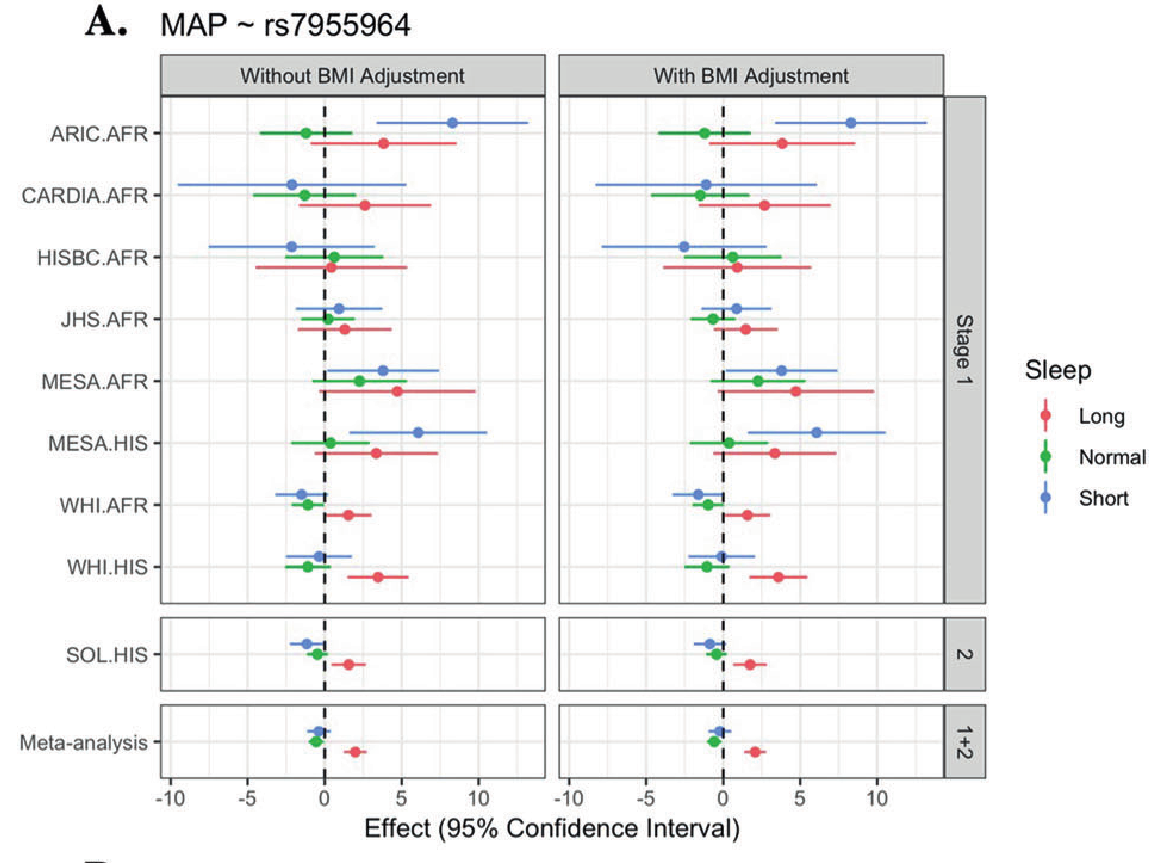 A. MAP ~ rs7955964
Without BMI Adjustment
With BMI Adjustment
ARIC.AFR
CARDIA.AFR
HISBC.AFR
JHS.AFR
MESA.AFR
MESA.HIS
WHI.AFR
WHI.HIS
SOL.HIS
Meta-analysis
Stage 1
2
1+2
-10 -5 0 5 10
-10 -5 0 5 10
Effect (95% Confidence Interval)
Sleep
Long
Normal
Short